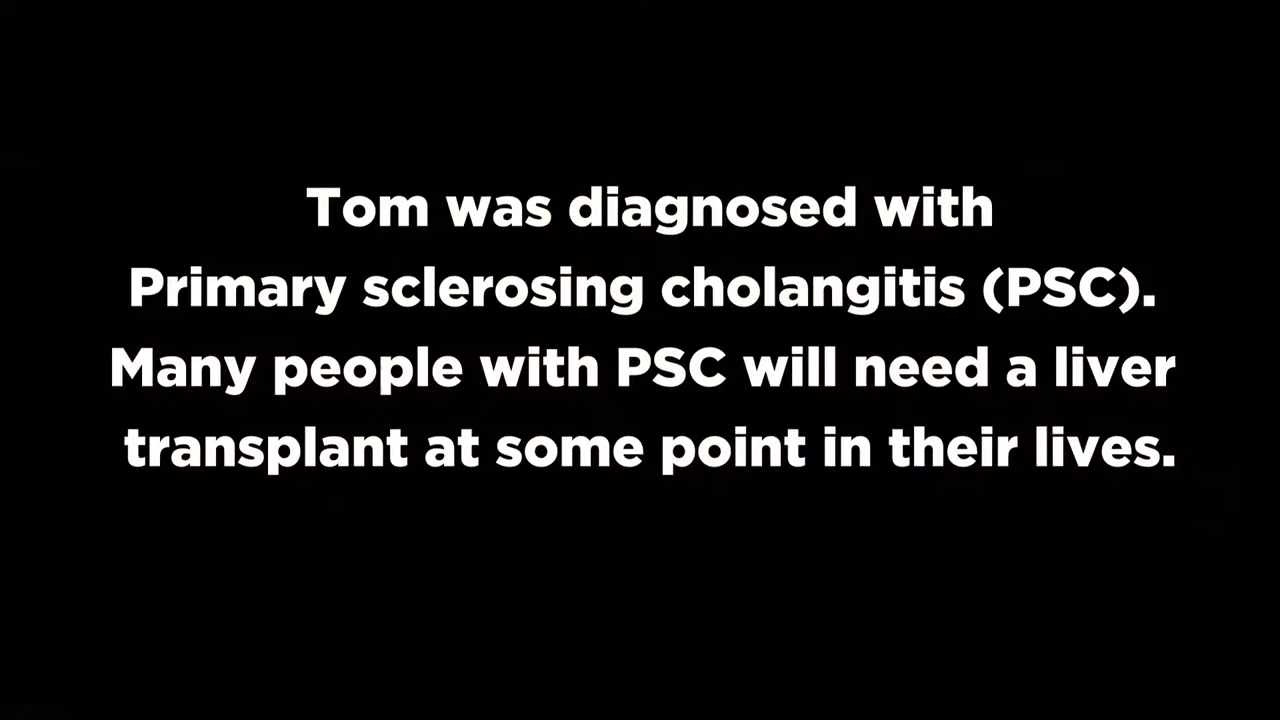 Tom was diagnosed with
Primary sclerosing cholangitis (PSC).
Many people with PSC will need a liver
transplant at some point in their lives.